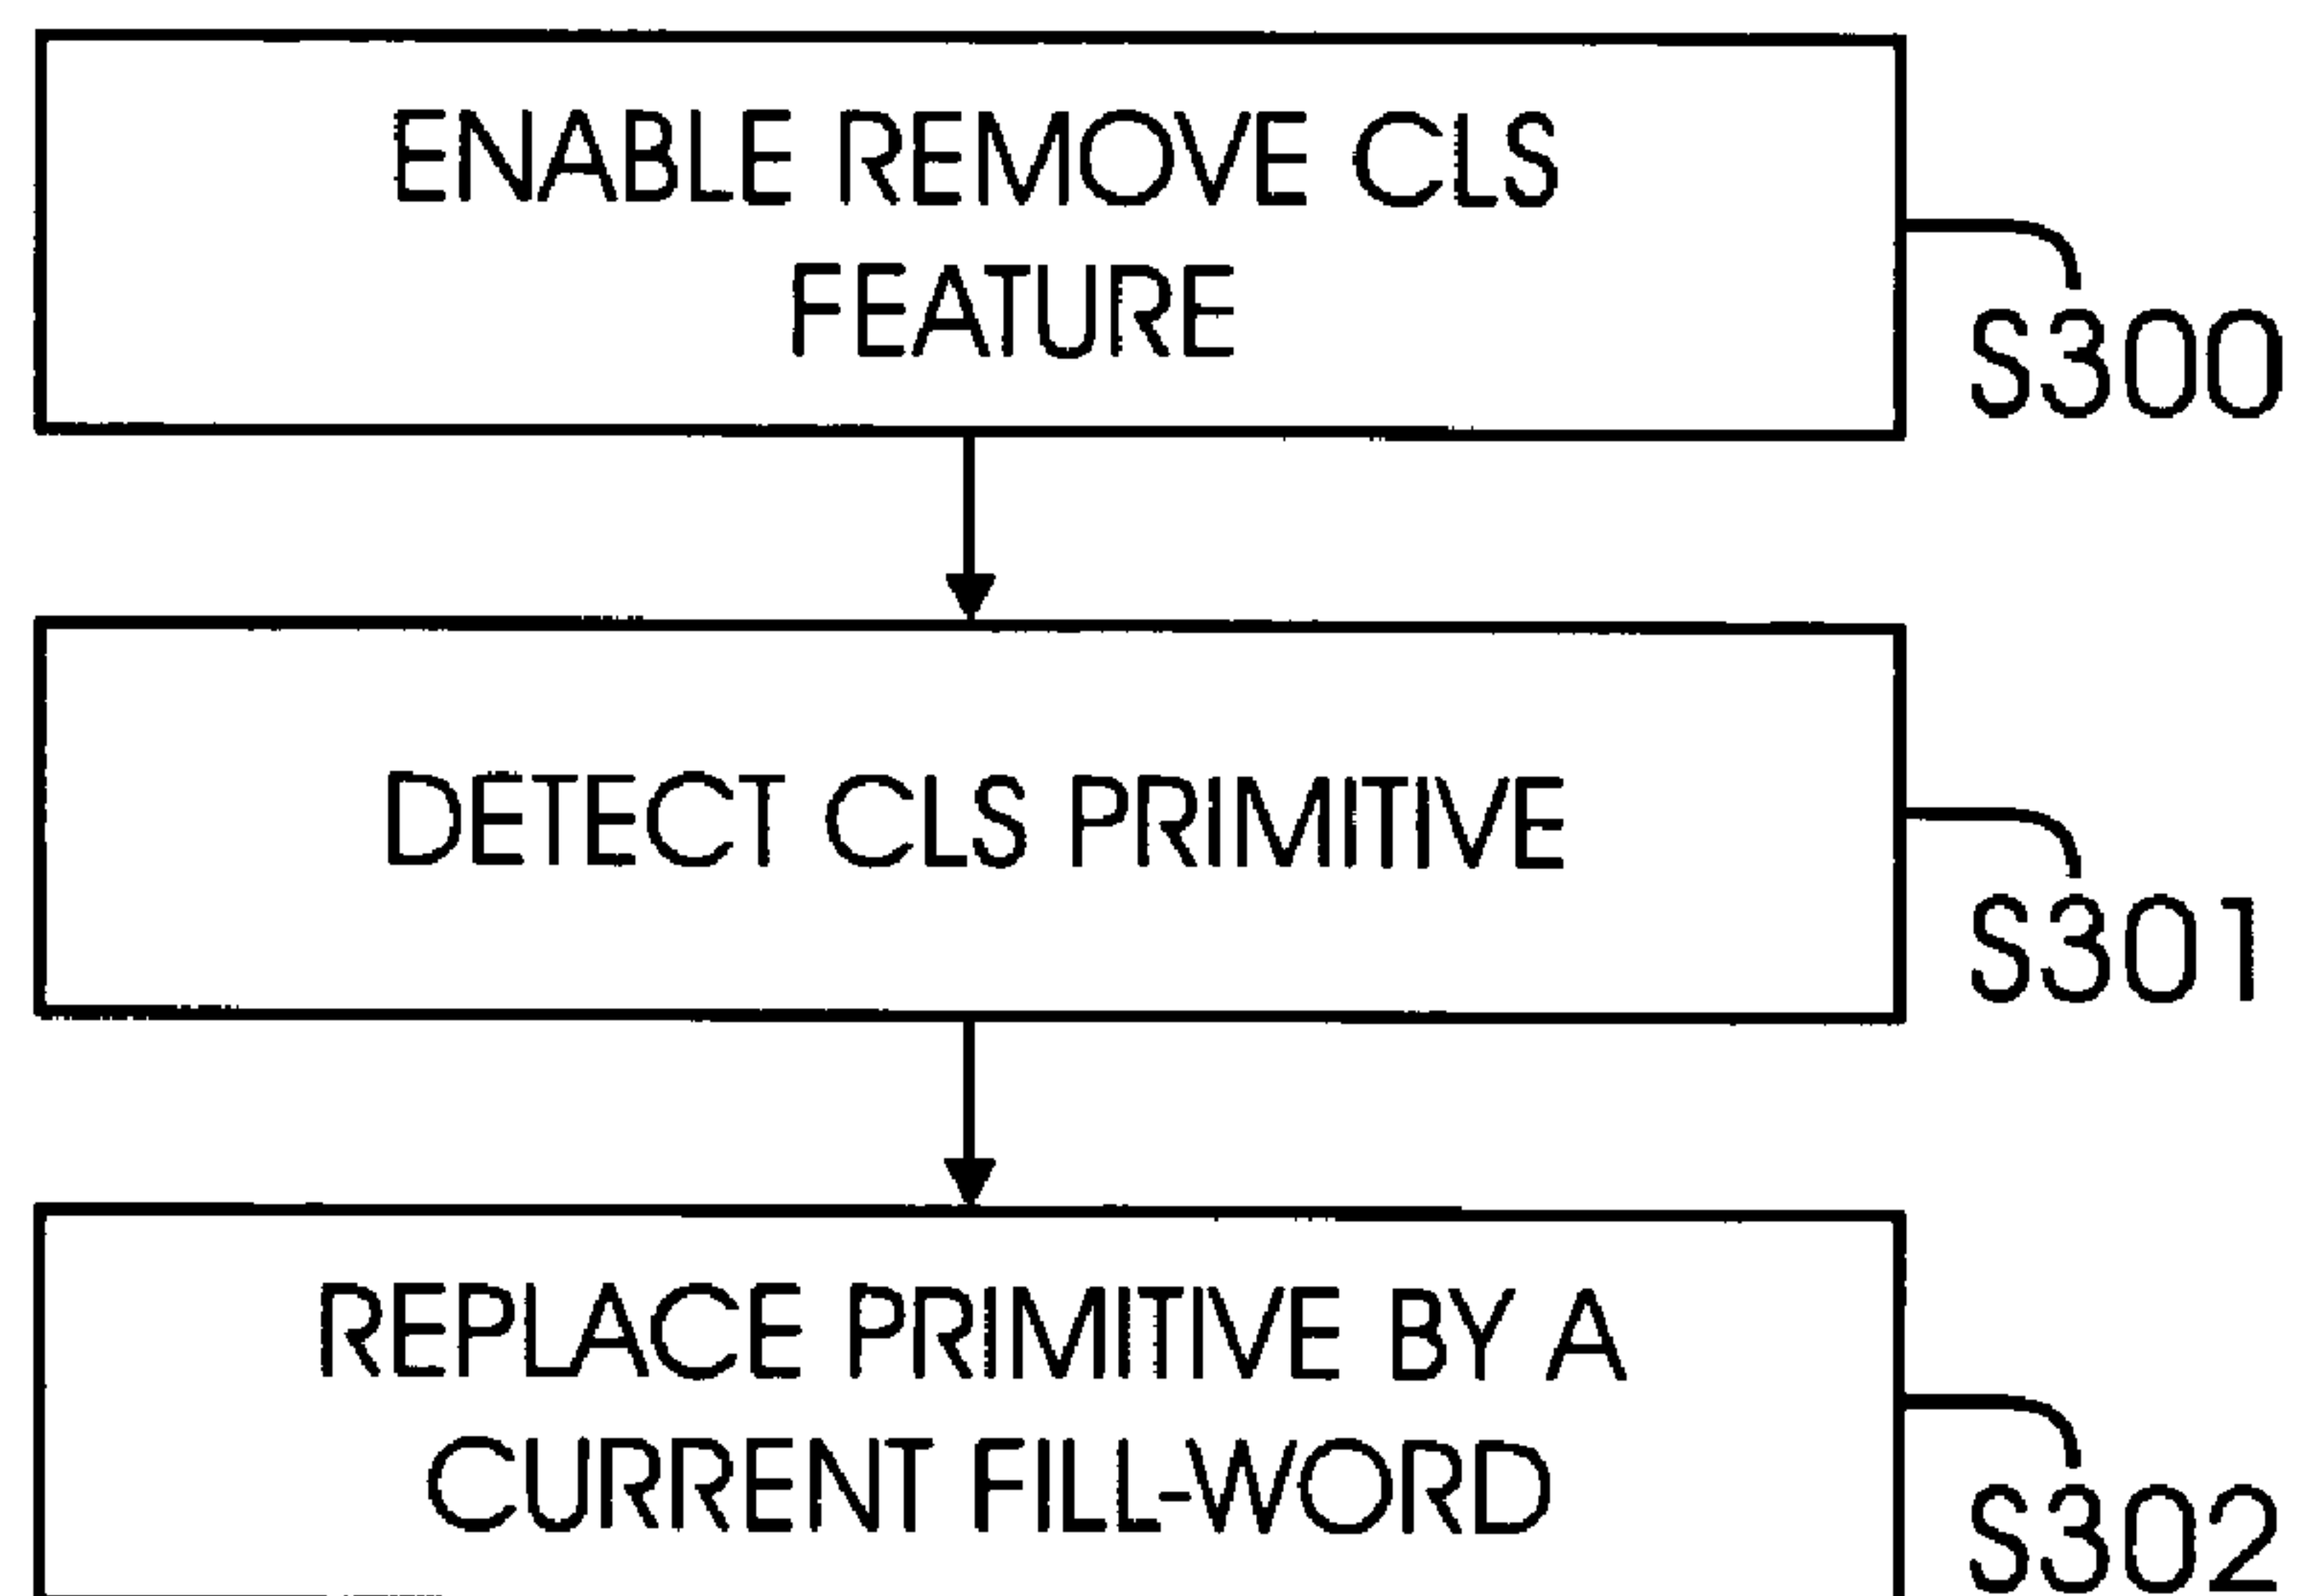 ENABLE REMOVE CLS
FEATURE
S300
DETECT CLS PRIMITIVE
S301
REPLACE PRIMITIVE BY A
CURRENT FILL-WORD
S302